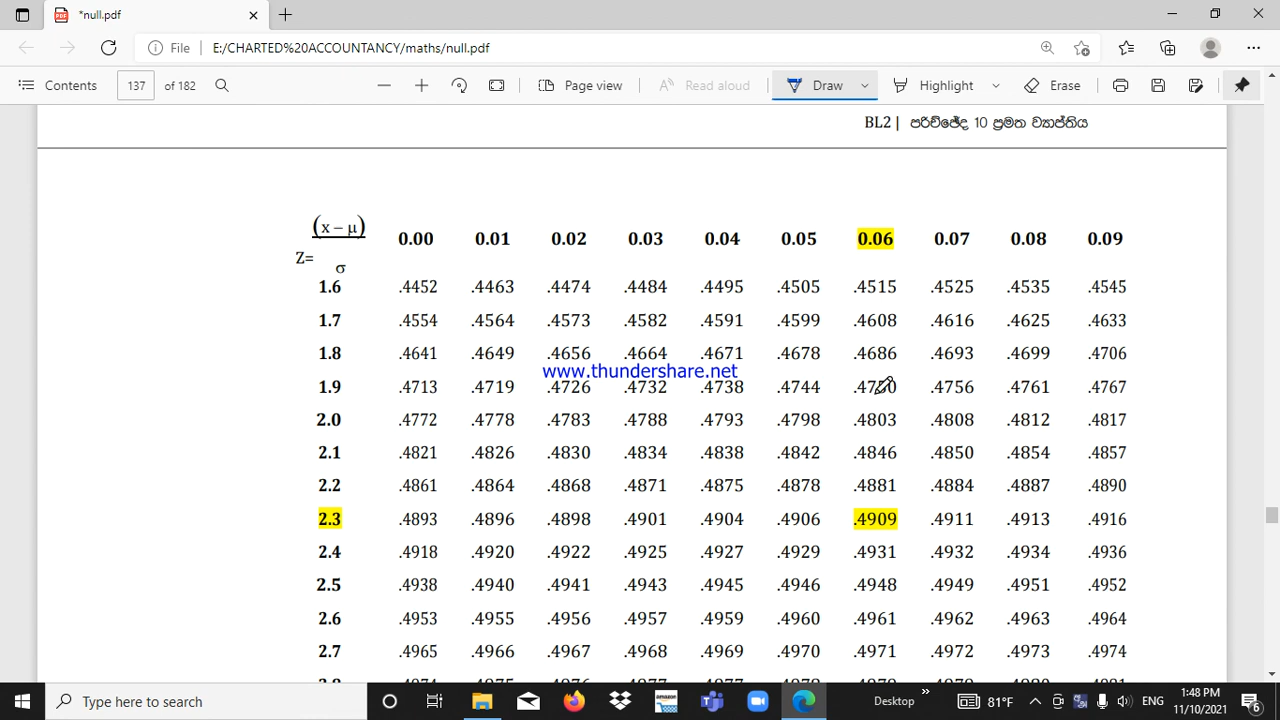 *null.pdf
File E:/CHARTED%20ACCOUNTANCY/maths/null.pdf
Contents 137 of 182 Page view Read aloud Draw Highlight Erase
BL2 | පරිච්ඡේද 10 ප්‍රමත ව්‍යාප්තිය
Z= (x – μ) σ 0.00 0.01 0.02 0.03 0.04 0.05 0.06 0.07 0.08 0.09
1.6 .4452 .4463 .4474 .4484 .4495 .4505 .4515 .4525 .4535 .4545
1.7 .4554 .4564 .4573 .4582 .4591 .4599 .4608 .4616 .4625 .4633
1.8 .4641 .4649 .4656 .4664 .4671 .4678 .4686 .4693 .4699 .4706
www.thundershare.net
1.9 .4713 .4719 .4726 .4732 .4738 .4744 .4750 .4756 .4761 .4767
2.0 .4772 .4778 .4783 .4788 .4793 .4798 .4803 .4808 .4812 .4817
2.1 .4821 .4826 .4830 .4834 .4838 .4842 .4846 .4850 .4854 .4857
2.2 .4861 .4864 .4868 .4871 .4875 .4878 .4881 .4884 .4887 .4890
2.3 .4893 .4896 .4898 .4901 .4904 .4906 .4909 .4911 .4913 .4916
2.4 .4918 .4920 .4922 .4925 .4927 .4929 .4931 .4932 .4934 .4936
2.5 .4938 .4940 .4941 .4943 .4945 .4946 .4948 .4949 .4951 .4952
2.6 .4953 .4955 .4956 .4957 .4959 .4960 .4961 .4962 .4963 .4964
2.7 .4965 .4966 .4967 .4968 .4969 .4970 .4971 .4972 .4973 .4974
Type here to search Desktop 81°F ENG 1:48 PM
11/10/2021 6